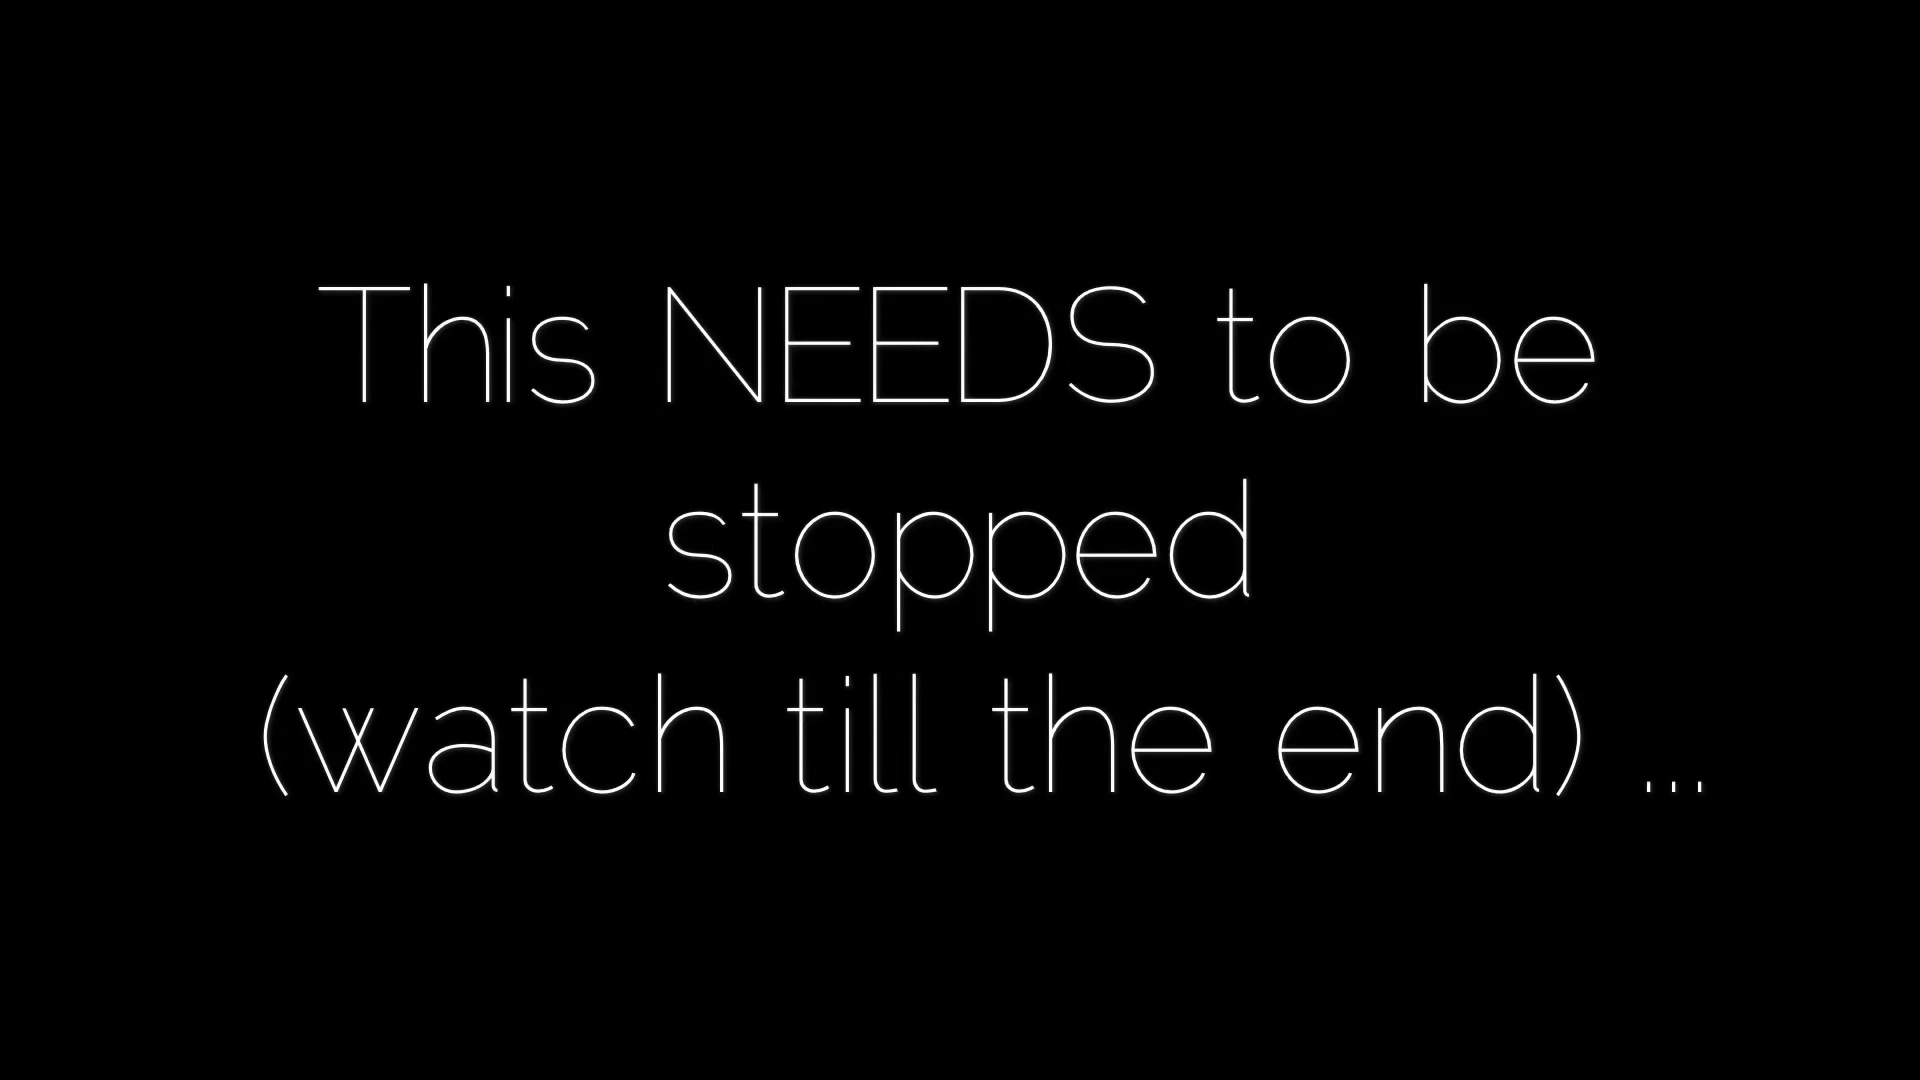 This NEEDS to be
stopped
(watch till the end) ...